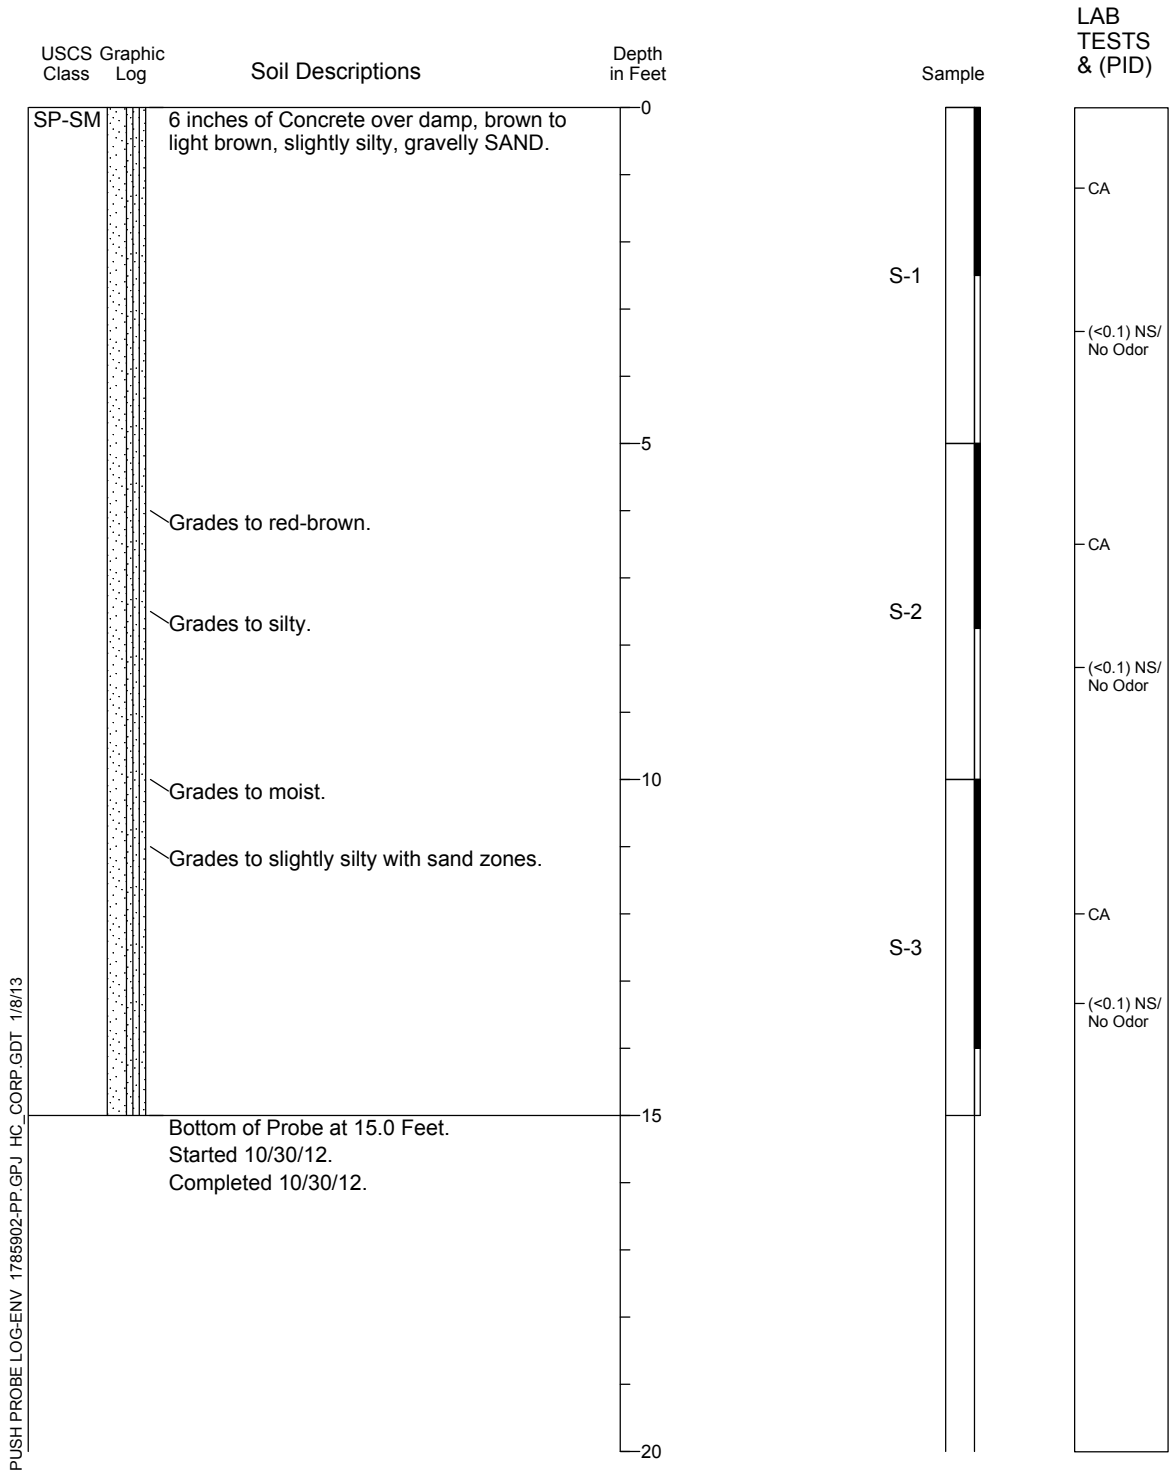 USCS Class
Graphic Log
Soil Descriptions
Depth in Feet
Sample
LAB TESTS & (PID)
SP-SM
6 inches of Concrete over damp, brown to
light brown, slightly silty, gravelly SAND.
0
CA
S-1
(<0.1) NS/
No Odor
5
Grades to red-brown.
CA
Grades to silty.
S-2
(<0.1) NS/
No Odor
10
Grades to moist.
Grades to slightly silty with sand zones.
CA
S-3
(<0.1) NS/
No Odor
15
Bottom of Probe at 15.0 Feet.
Started 10/30/12.
Completed 10/30/12.
20
PUSH PROBE LOG-ENV 1785902-PP.GPJ HC_CORP.GDT 1/8/13